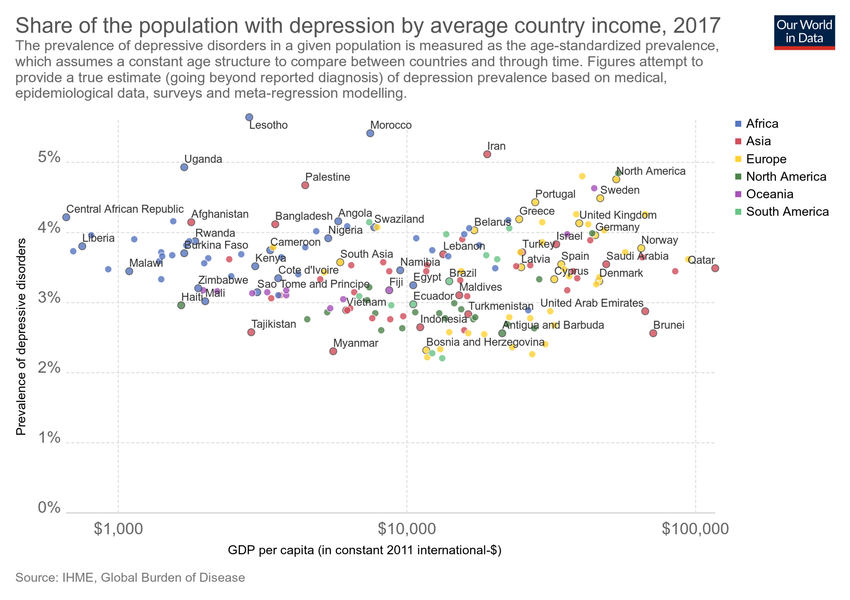 Share of the population with depression by average country income, 2017
Our World
in Data
The prevalence of depressive disorders in a given population is measured as the age-standardized prevalence,
which assumes a constant age structure to compare between countries and through time. Figures attempt to
provide a true estimate (going beyond reported diagnosis) of depression prevalence based on medical,
epidemiological data, surveys and meta-regression modelling.
Africa
Asia
Europe
North America
Oceania
South America
Prevalence of depressive disorders
5%
4%
3%
2%
1%
0%
Lesotho
Morocco
Iran
Uganda
Palestine
North America
Sweden
Portugal
Central African Republic
Afghanistan
Bangladesh
Angola
Swaziland
Greece
United Kingdom
Belarus
Germany
Liberia
Rwanda
Burkina Faso
Cameroon
Nigeria
Lebanon
Turkey
Israel
Norway
Malawi
Kenya
South Asia
Namibia
Latvia
Spain
Saudi Arabia
Qatar
Zimbabwe
Cote d'Ivoire
Egypt
Brazil
Cyprus
Denmark
Haiti
Mali
Sao Tome and Principe
Fiji
Maldives
Vietnam
Ecuador
Turkmenistan
United Arab Emirates
Tajikistan
Indonesia
Antigua and Barbuda
Brunei
Myanmar
Bosnia and Herzegovina
$1,000
$10,000
$100,000
GDP per capita (in constant 2011 international-$)
Source: IHME, Global Burden of Disease